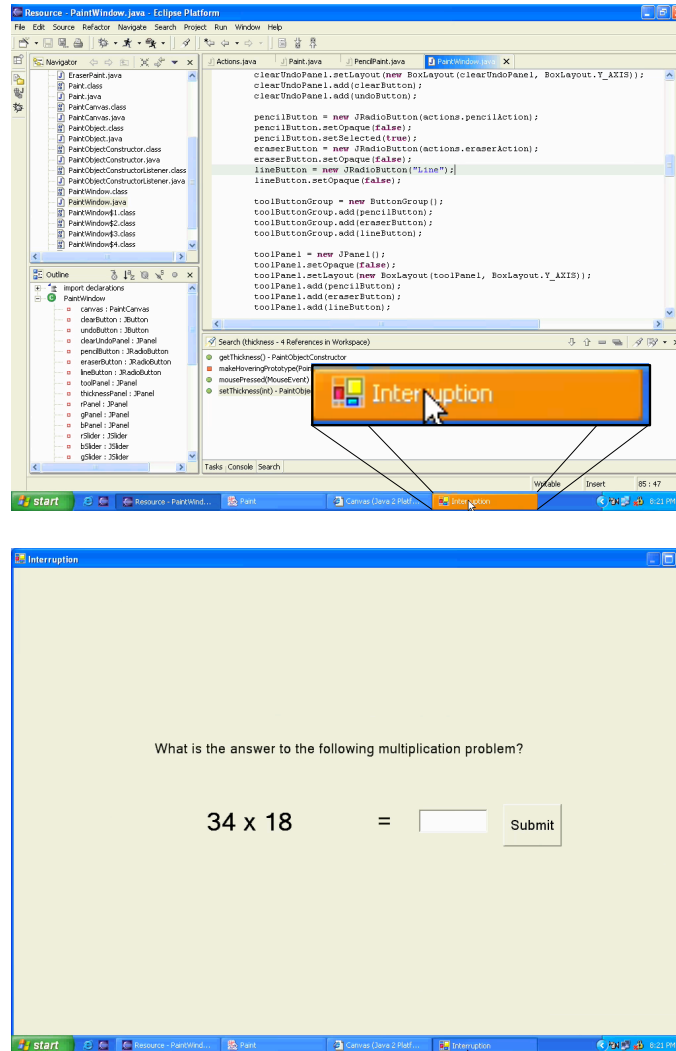 Resource - PaintWindow.java - Eclipse Platform
File Edit Source Refactor Navigate Search Project Run Window Help
Navigator
EraserPaint.java
Paint.class
Paint.java
PaintCanvas.class
PaintCanvas.java
PaintObject.class
PaintObject.java
PaintObjectConstructor.class
PaintObjectConstructor.java
PaintObjectConstructorListener.class
PaintObjectConstructorListener.java
PaintWindow.class
PaintWindow.java
PaintWindow$1.class
PaintWindow$2.class
PaintWindow$3.class
PaintWindow$4.class
Outline
import declarations
PaintWindow
canvas : PaintCanvas
clearButton : JButton
undoButton : JButton
clearUndoPanel : JPanel
pencilButton : JRadioButton
eraserButton : JRadioButton
lineButton : JRadioButton
toolPanel : JPanel
thicknessPanel : JPanel
rPanel : JPanel
gPanel : JPanel
bPanel : JPanel
rSlider : JSlider
bSlider : JSlider
gSlider : JSlider
Actions.java Paint.java PencilPaint.java PaintWindow.java
clearUndoPanel.setLayout(new BoxLayout(clearUndoPanel, BoxLayout.Y_AXIS));
clearUndoPanel.add(clearButton);
clearUndoPanel.add(undoButton);
pencilButton = new JRadioButton(actions.pencilAction);
pencilButton.setOpaque(false);
pencilButton.setSelected(true);
eraserButton = new JRadioButton(actions.eraserAction);
eraserButton.setOpaque(false);
lineButton = new JRadioButton("Line");
lineButton.setOpaque(false);
toolButtonGroup = new ButtonGroup();
toolButtonGroup.add(pencilButton);
toolButtonGroup.add(eraserButton);
toolButtonGroup.add(lineButton);
toolPanel = new JPanel();
toolPanel.setOpaque(false);
toolPanel.setLayout(new BoxLayout(toolPanel, BoxLayout.Y_AXIS));
toolPanel.add(pencilButton);
toolPanel.add(eraserButton);
toolPanel.add(lineButton);
Search (thickness - 4 References in Workspace)
getThickness() - PaintObjectConstructor
makeHoveringPrototype(Poin
mousePressed(MouseEvent)
setThickness(int) - PaintObje
Interruption
Tasks Console Search
Writable Insert 85 : 47
start Resource - PaintWind... Paint Canvas (Java 2 Platf... Interruption 8:21 PM
Interruption
What is the answer to the following multiplication problem?
34 x 18 = Submit
start Resource - PaintWind... Paint Canvas (Java 2 Platf... Interruption 8:21 PM